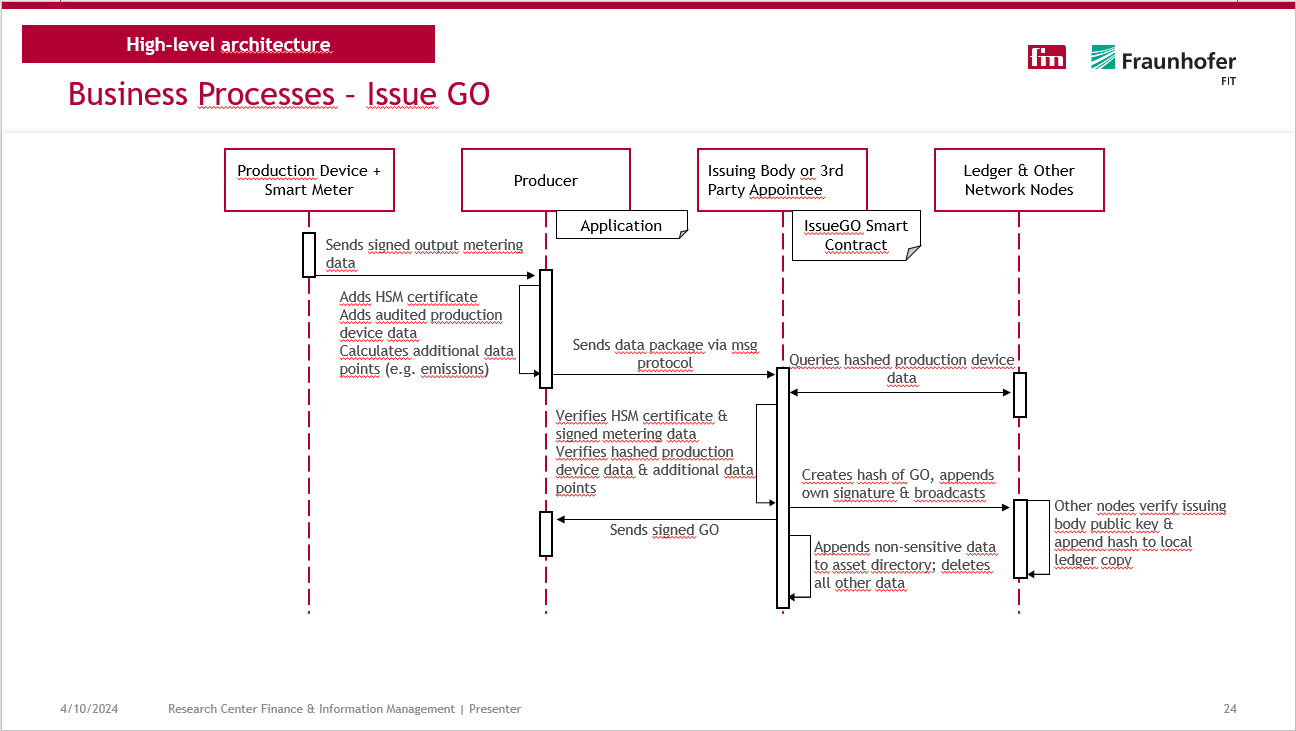 High-level architecture
fim
Fraunhofer
FIT
Business Processes - Issue GO
Production Device +
Smart Meter
Producer
Issuing Body or 3rd
Party Appointee
Ledger & Other
Network Nodes
Application
IssueGO Smart
Contract
Sends signed output metering
data
Adds HSM certificate
Adds audited production
device data
Calculates additional data
points (e.g. emissions)
Sends data package via msg
protocol
Queries hashed production device
data
Verifies HSM certificate &
signed metering data
Verifies hashed production
device data & additional data
points
Creates hash of GO, appends
own signature & broadcasts
Other nodes verify issuing
body public key &
append hash to local
ledger copy
Sends signed GO
Appends non-sensitive data
to asset directory; deletes
all other data
4/10/2024
Research Center Finance & Information Management | Presenter
24